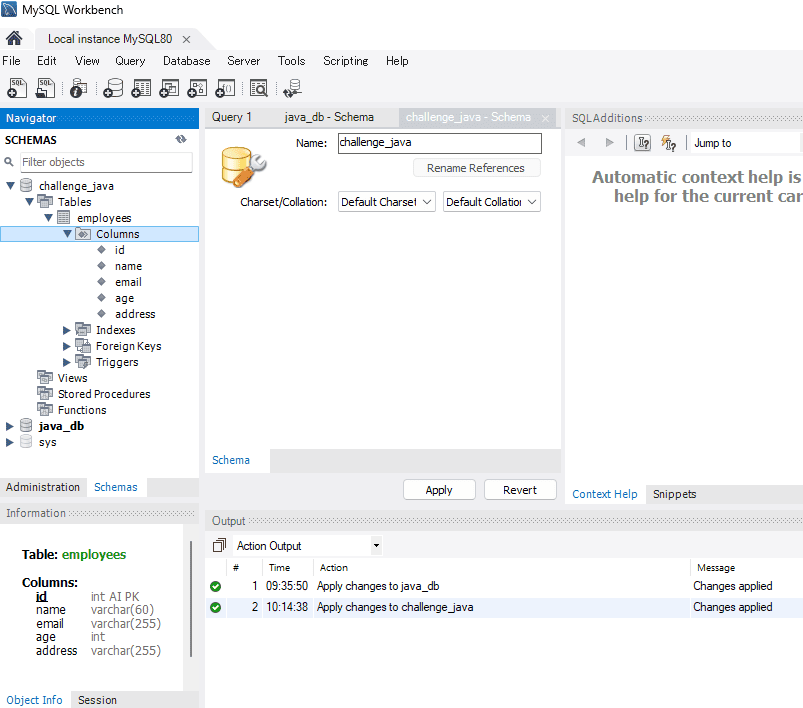 MySQL Workbench
Local instance MySQL80
File Edit View Query Database Server Tools Scripting Help
Navigator
SCHEMAS
Filter objects
challenge_java
Tables
employees
Columns
id
name
email
age
address
Indexes
Foreign Keys
Triggers
Views
Stored Procedures
Functions
java_db
sys
Administration Schemas
Query 1 java_db - Schema challenge_java - Schema
Name: challenge_java
Rename References
Charset/Collation: Default Charset Default Collation
Schema
Apply Revert
SQLAdditions
Jump to
Automatic context help is
help for the current car
Context Help Snippets
Information
Table: employees
Columns:
id int AI PK
name varchar(60)
email varchar(255)
age int
address varchar(255)
Object Info Session
Output
Action Output
# Time Action Message
1 09:35:50 Apply changes to java_db Changes applied
2 10:14:38 Apply changes to challenge_java Changes applied